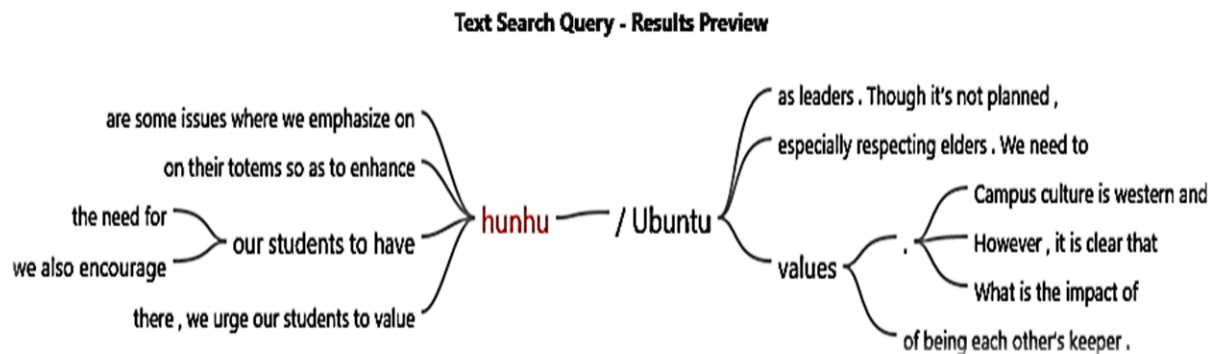 Text Search Query - Results Preview
are some issues where we emphasize on
on their totems so as to enhance
the need for
we also encourage
our students to have
there , we urge our students to value
hunhu
/ Ubuntu
as leaders . Though it's not planned ,
especially respecting elders . We need to
values
.
Campus culture is western and
However , it is clear that
What is the impact of
of being each other's keeper .